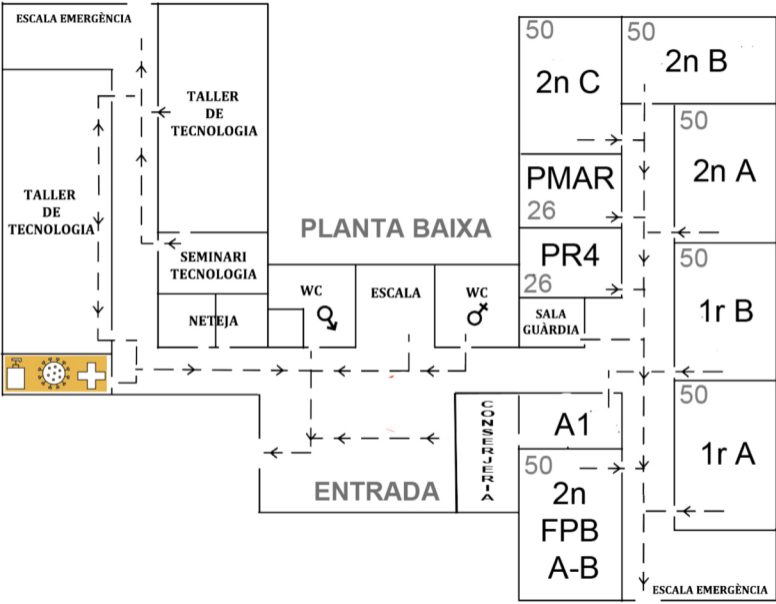 ESCALA EMERGÈNCIA
TALLER
DE
TECNOLOGIA
TALLER
DE
TECNOLOGIA
SEMINARI
TECNOLOGIA
NETEJA
PLANTA BAIXA
WC
ESCALA
WC
50
2n C
50
2n B
PMAR
26
50
2n A
PR4
26
SALA
GUÀRDIA
50
1r B
CONSERJERIA
A1
50
1r A
ENTRADA
50
2n
FPB
A-B
ESCALA EMERGÈNCIA